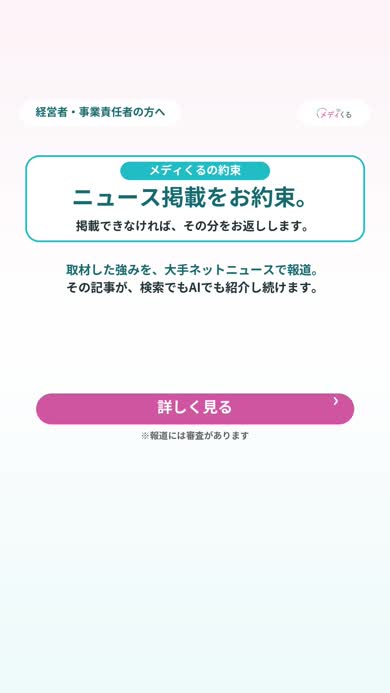 経営者・事業責任者の方へ
メディくる
メディくるの約束
ニュース掲載をお約束。
掲載できなければ、その分をお返しします。
取材した強みを、大手ネットニュースで報道。
その記事が、検索でもAIでも紹介し続けます。
詳しく見る ›
※報道には審査があります